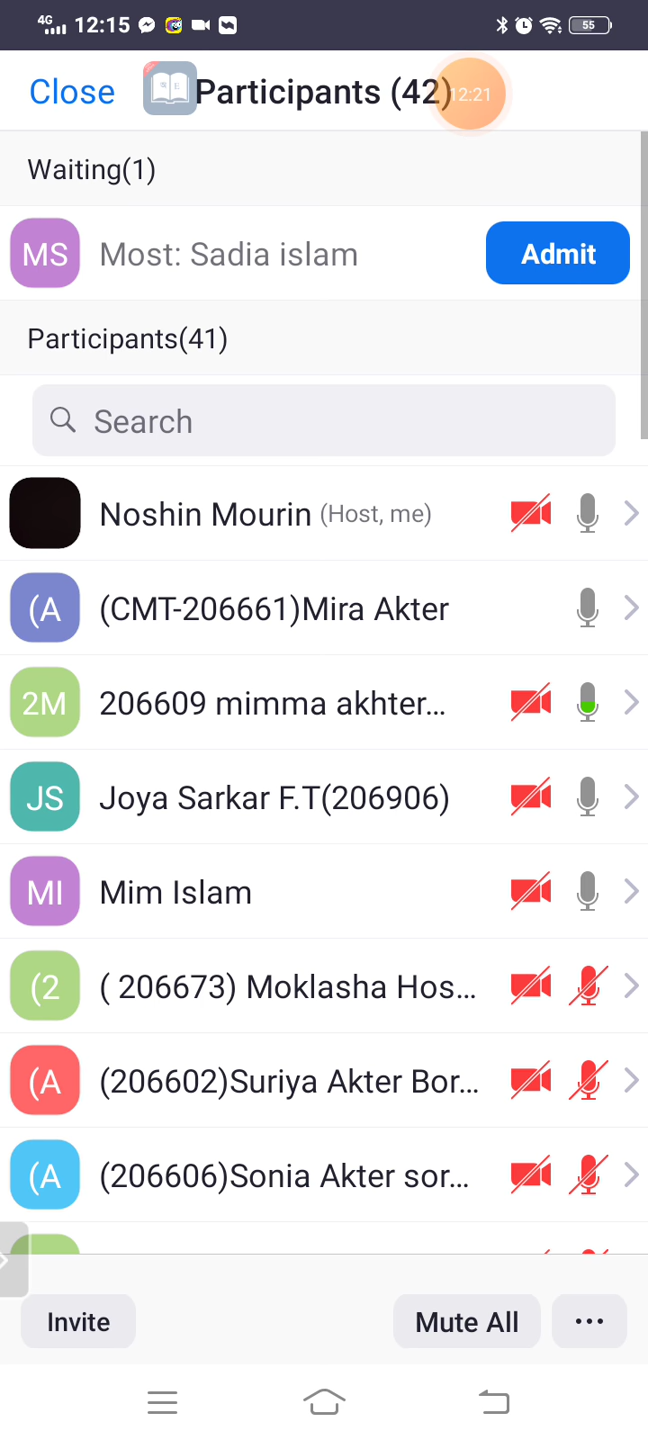 4G 12:15 55
Close Participants (42) 12:21
Waiting(1)
MS Most: Sadia islam Admit
Participants(41)
Search
Noshin Mourin (Host, me)
(A (CMT-206661)Mira Akter
2M 206609 mimma akhter...
JS Joya Sarkar F.T(206906)
MI Mim Islam
(2 ( 206673) Moklasha Hos...
(A (206602)Suriya Akter Bor...
(A (206606)Sonia Akter sor...
Invite Mute All ...